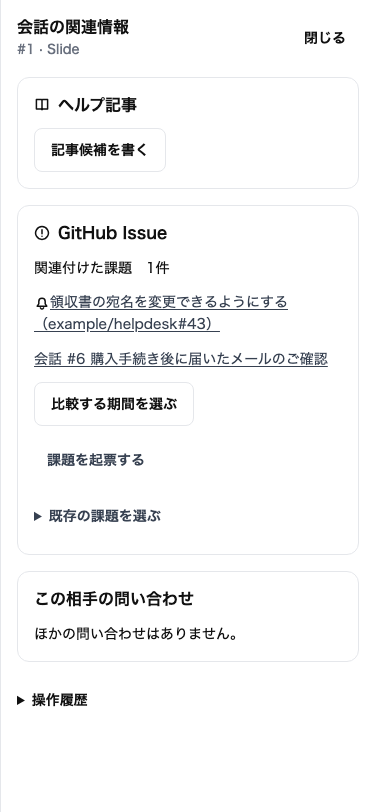 会話の関連情報
#1 · Slide
閉じる
ヘルプ記事
記事候補を書く
GitHub Issue
関連付けた課題　1件
領収書の宛名を変更できるようにする
（example/helpdesk#43）
会話 #6 購入手続き後に届いたメールのご確認
比較する期間を選ぶ
課題を起票する
▶ 既存の課題を選ぶ
この相手の問い合わせ
ほかの問い合わせはありません。
▶ 操作履歴